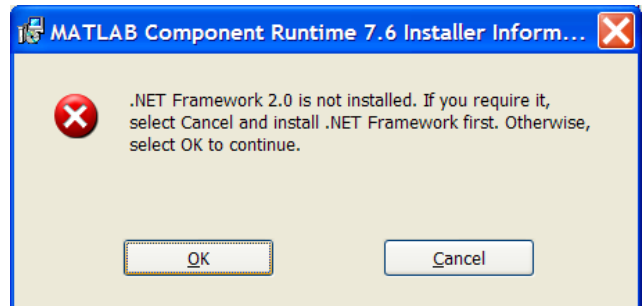 MATLAB Component Runtime 7.6 Installer Inform...
.NET Framework 2.0 is not installed. If you require it,
select Cancel and install .NET Framework first. Otherwise,
select OK to continue.
OK
Cancel